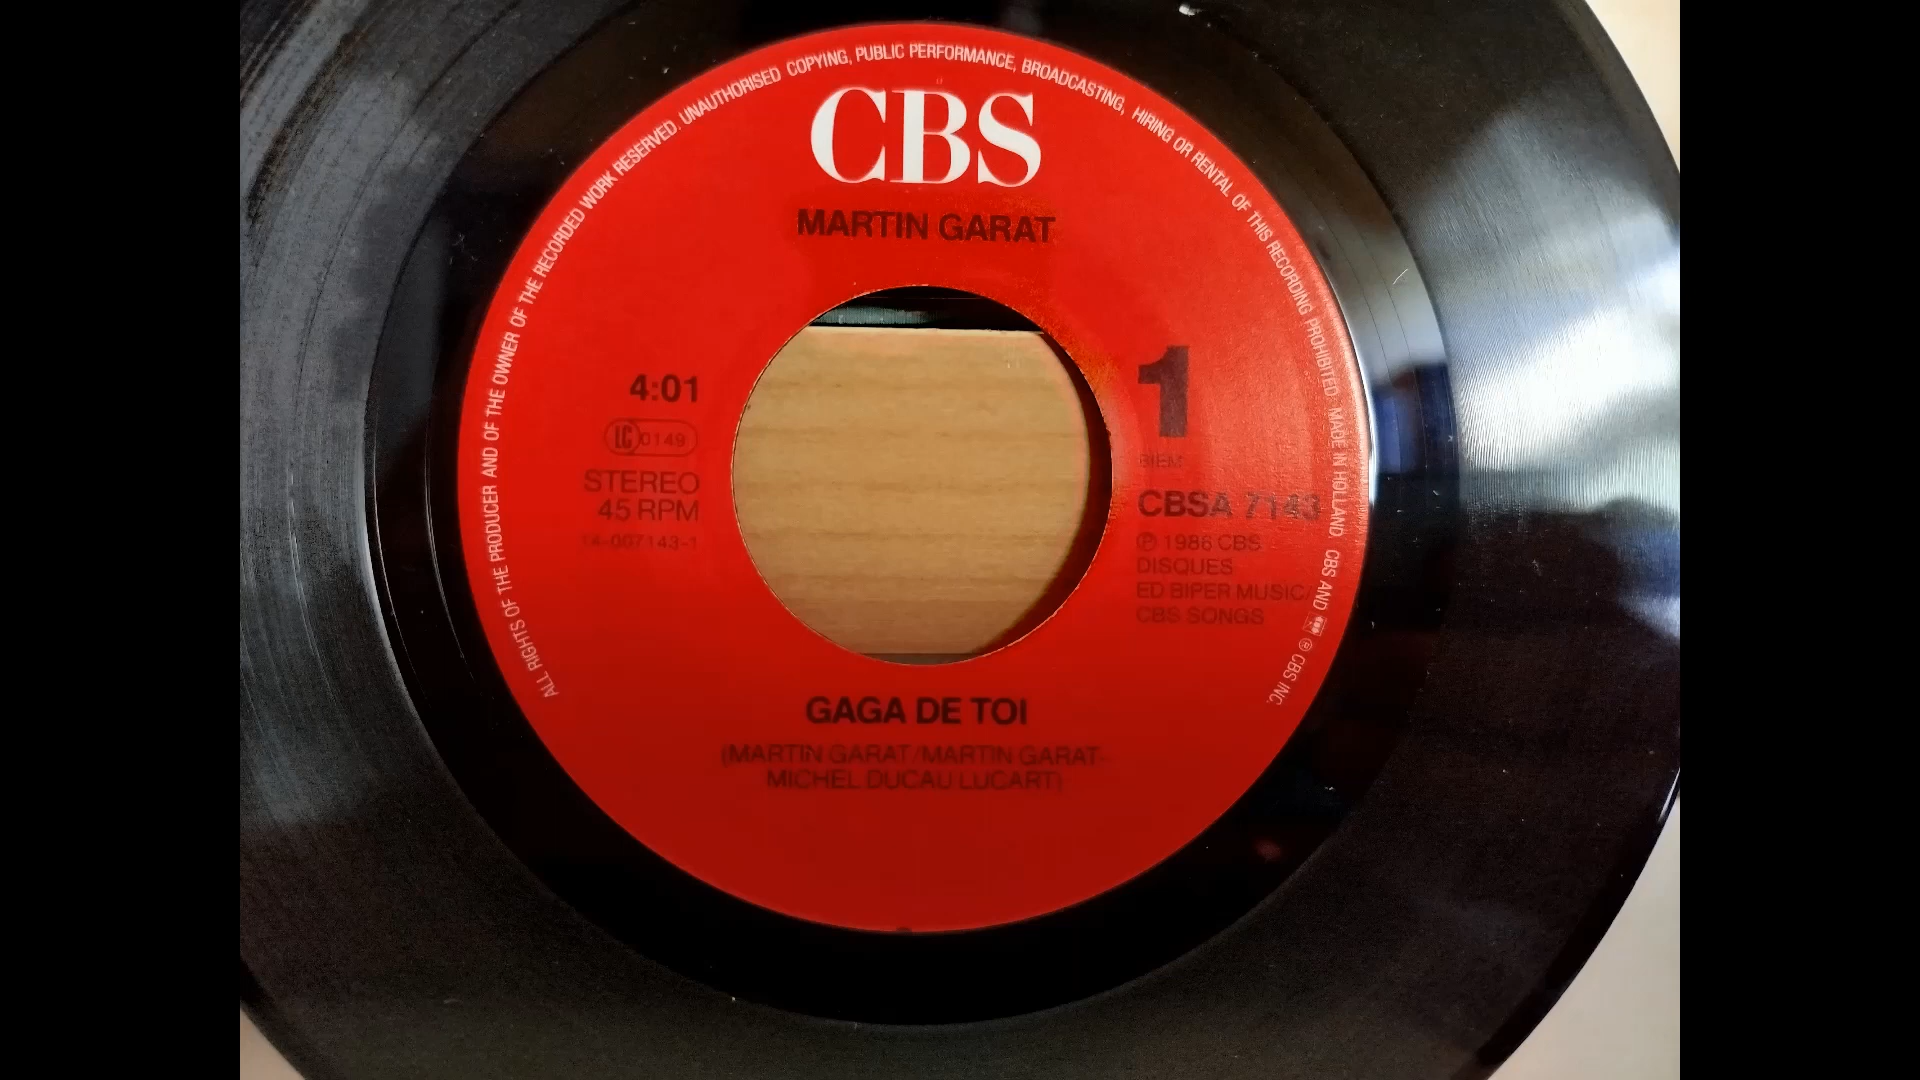 ALL RIGHTS OF THE PRODUCER AND OF THE OWNER OF THE RECORDED WORK RESERVED. UNAUTHORISED COPYING, PUBLIC PERFORMANCE, BROADCASTING, HIRING OR RENTAL OF THIS RECORDING PROHIBITED. MADE IN HOLLAND. CBS AND ℗ CBS INC.
CBS
MARTIN GARAT
4:01
LC 0149
STEREO
45 RPM
14-007143-1
1
BIEM
CBSA 7143
℗ 1986 CBS
DISQUES
ED BIPER MUSIC/
CBS SONGS
GAGA DE TOI
(MARTIN GARAT/MARTIN GARAT-
MICHEL DUCAU LUCART)